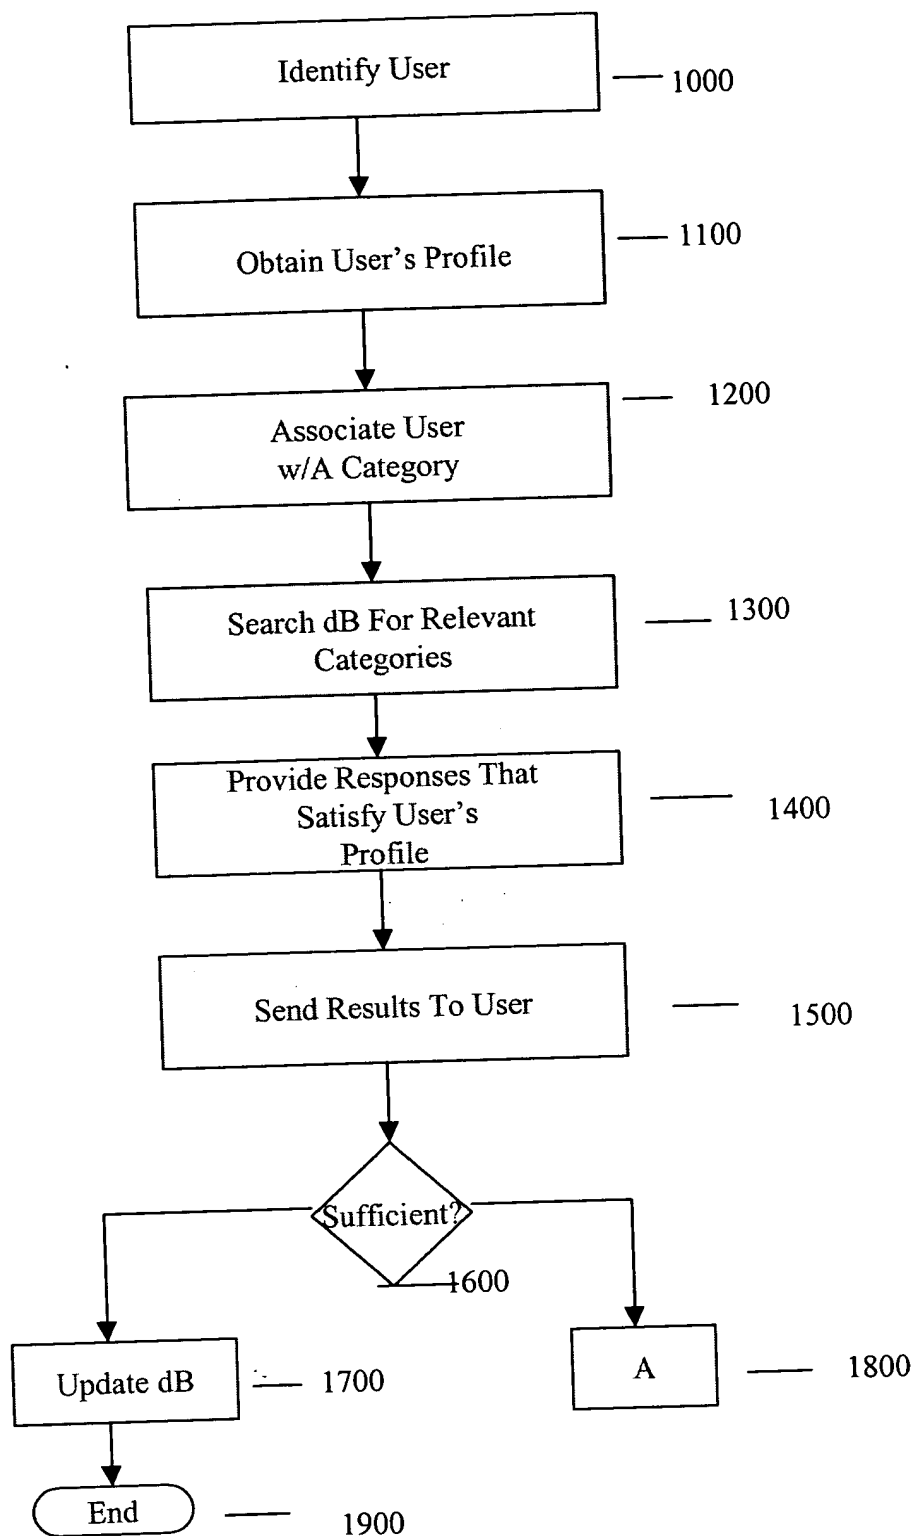 Identify User
1000
Obtain User's Profile
1100
Associate User
w/A Category
1200
Search dB For Relevant
Categories
1300
Provide Responses That
Satisfy User's
Profile
1400
Send Results To User
1500
Sufficient?
1600
Update dB
1700
A
1800
End
1900